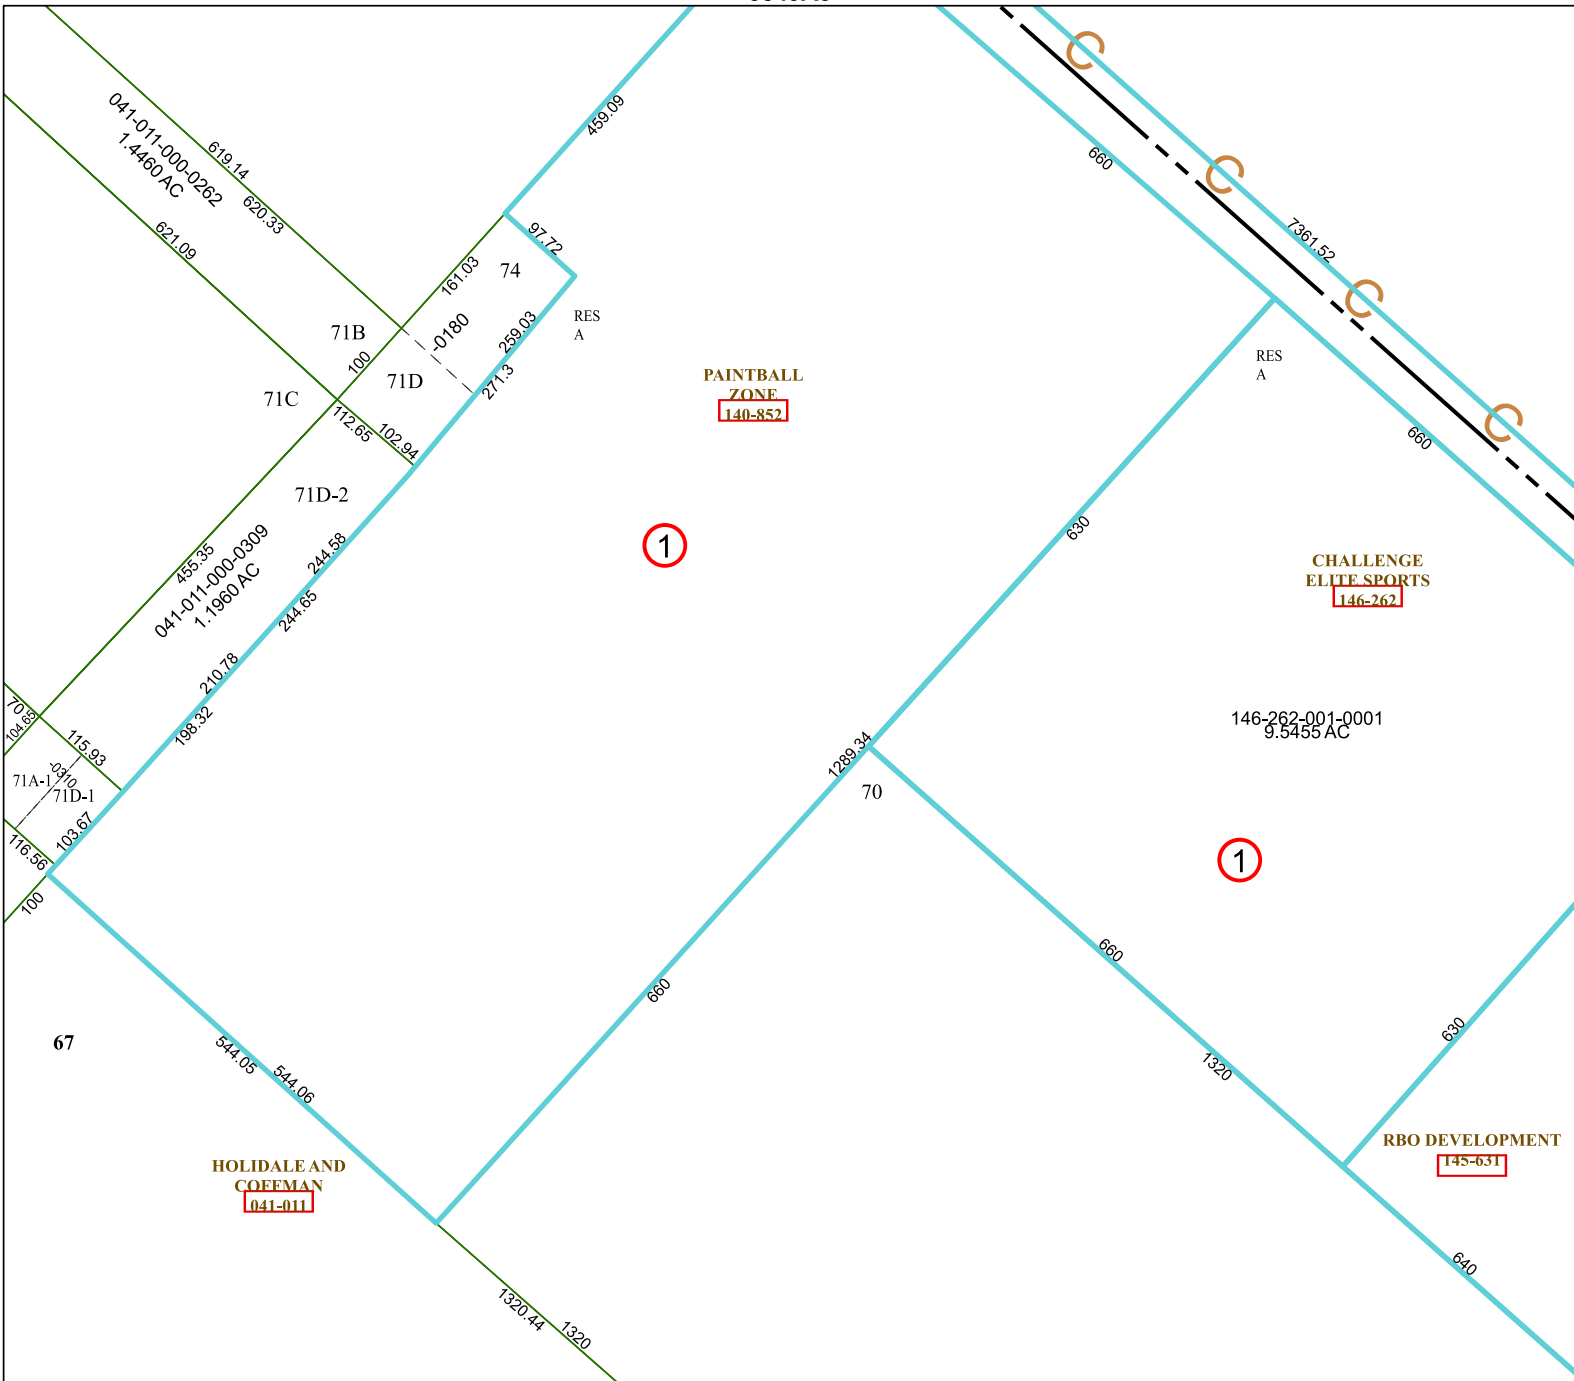 459.09
660
041-011-000-0262
1.4460 AC
619.14
620.33
621.09
7361.52
97.72
161.03
74
-0180
259.03
271.3
RES
A
71B
100
71D
71C
112.65
102.94
PAINTBALL
ZONE
140-852
RES
A
660
71D-2
455.35
041-011-000-0309
1.1960 AC
244.58
244.65
1
630
CHALLENGE
ELITE SPORTS
146-262
210.78
198.32
70
104.65
115.93
146-262-001-0001
9.5455 AC
1289.34
70
71A-1
-0310
71D-1
103.67
116.56
100
1
660
660
67
544.05
544.06
1320
630
HOLIDALE AND
COFFMAN
041-011
RBO DEVELOPMENT
145-631
640
1320.44
1320